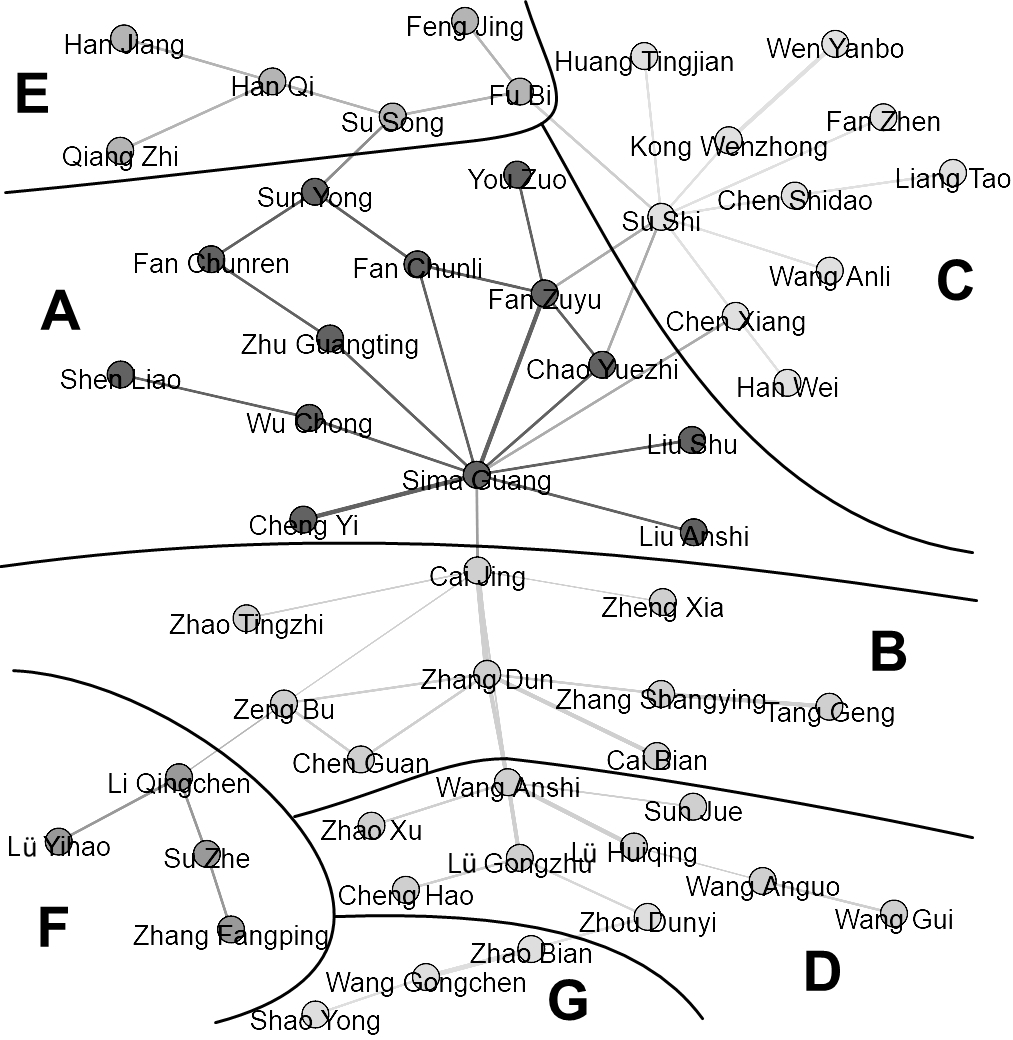 Feng Jing
Han Jiang
Huang Tingjian
Wen Yanbo
E
Han Qi
Fu Bi
Su Song
Fan Zhen
Qiang Zhi
Kong Wenzhong
You Zuo
Liang Tao
Sun Yong
Chen Shidao
Su Shi
Fan Chunren
Fan Chunli
Wang Anli
C
Fan Zuyu
A
Chen Xiang
Zhu Guangting
Shen Liao
Chao Yuezhi
Han Wei
Wu Chong
Liu Shu
Sima Guang
Cheng Yi
Liu Anshi
Cai Jing
Zhao Tingzhi
Zheng Xia
B
Zhang Dun
Zeng Bu
Zhang Shangying
Tang Geng
Chen Guan
Cai Bian
Li Qingchen
Wang Anshi
Sun Jue
Lü Yihao
Zhao Xu
Su Zhe
Lü Gongzhu
Lü Huiqing
Cheng Hao
Wang Anguo
Wang Gui
F
Zhang Fangping
Zhou Dunyi
Zhao Bian
D
Wang Gongchen
G
Shao Yong